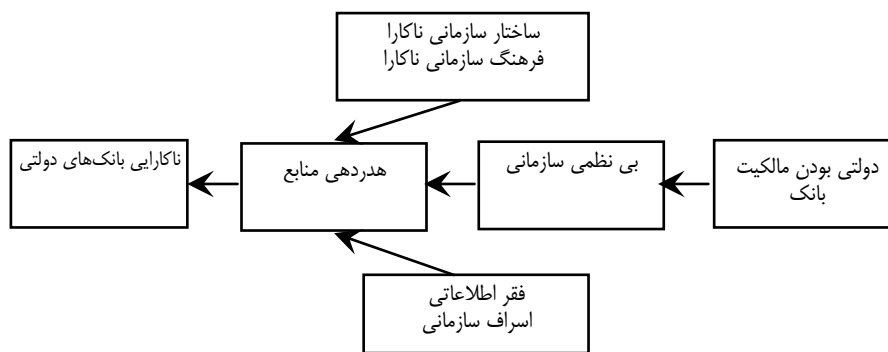 ساختار سازمانی ناکارا
فرهنگ سازمانی ناکارا
دولتی بودن مالکیت
بانک
بی نظمی سازمانی
هدردهی منابع
ناکارایی بانک‌های دولتی
فقر اطلاعاتی
اسراف سازمانی